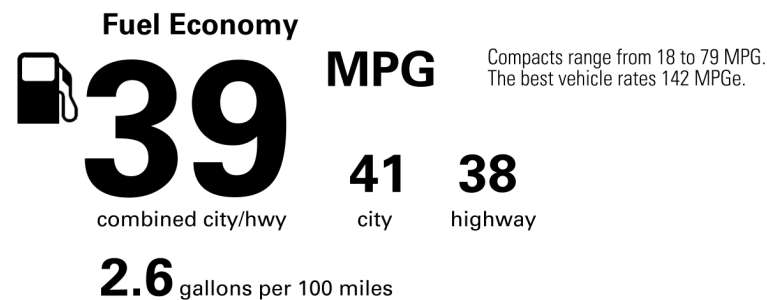 Fuel Economy
39
MPG
Compacts range from 18 to 79 MPG.
The best vehicle rates 142 MPGe.
41
38
combined city/hwy
city
highway
2.6 gallons per 100 miles